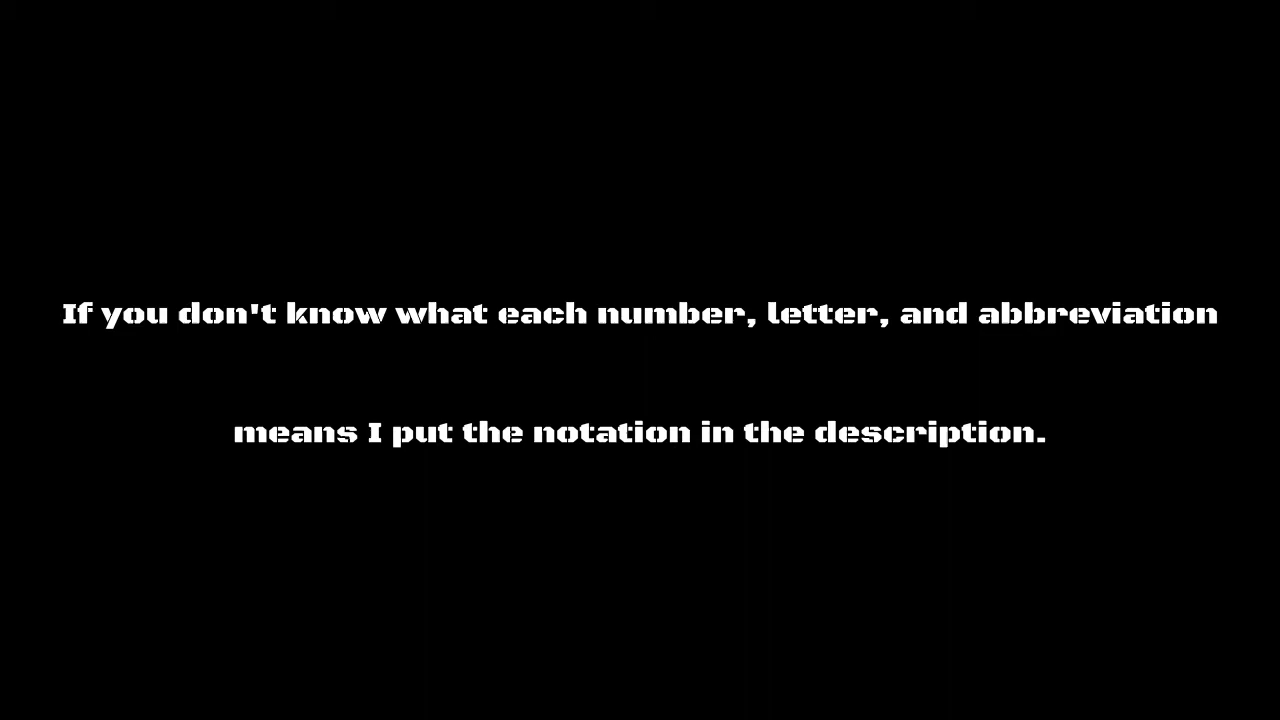 If you don't know what each number, letter, and abbreviation
means I put the notation in the description.